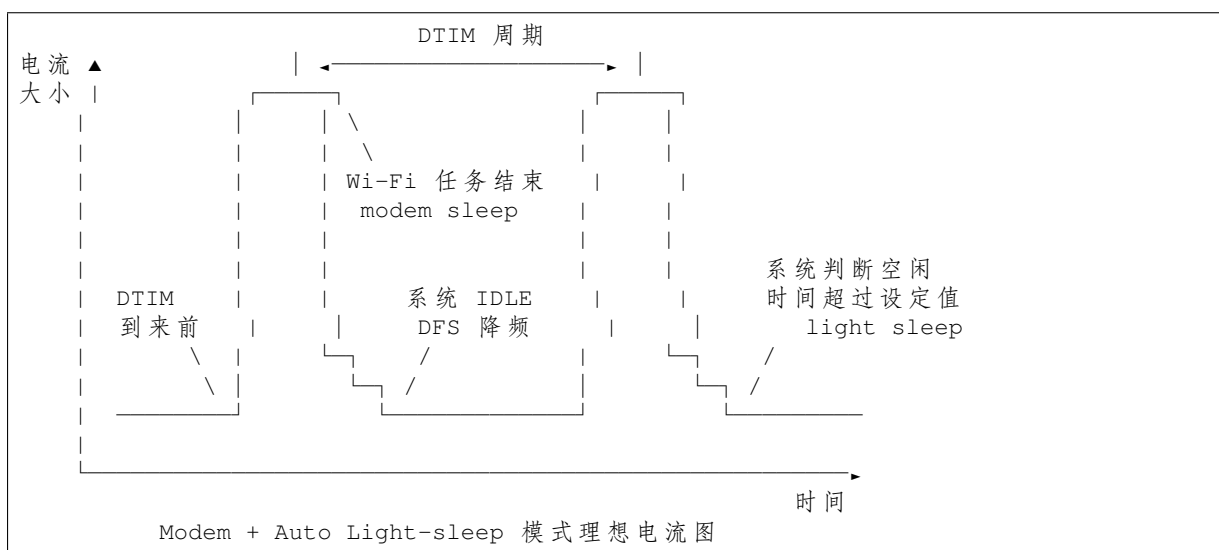 DTIM 周期
电流
大小
Wi-Fi 任务结束
modem sleep
系统判断空闲
DTIM 系统 IDLE 时间超过设定值
到来前 DFS 降频 light sleep
时间
Modem + Auto Light-sleep 模式理想电流图